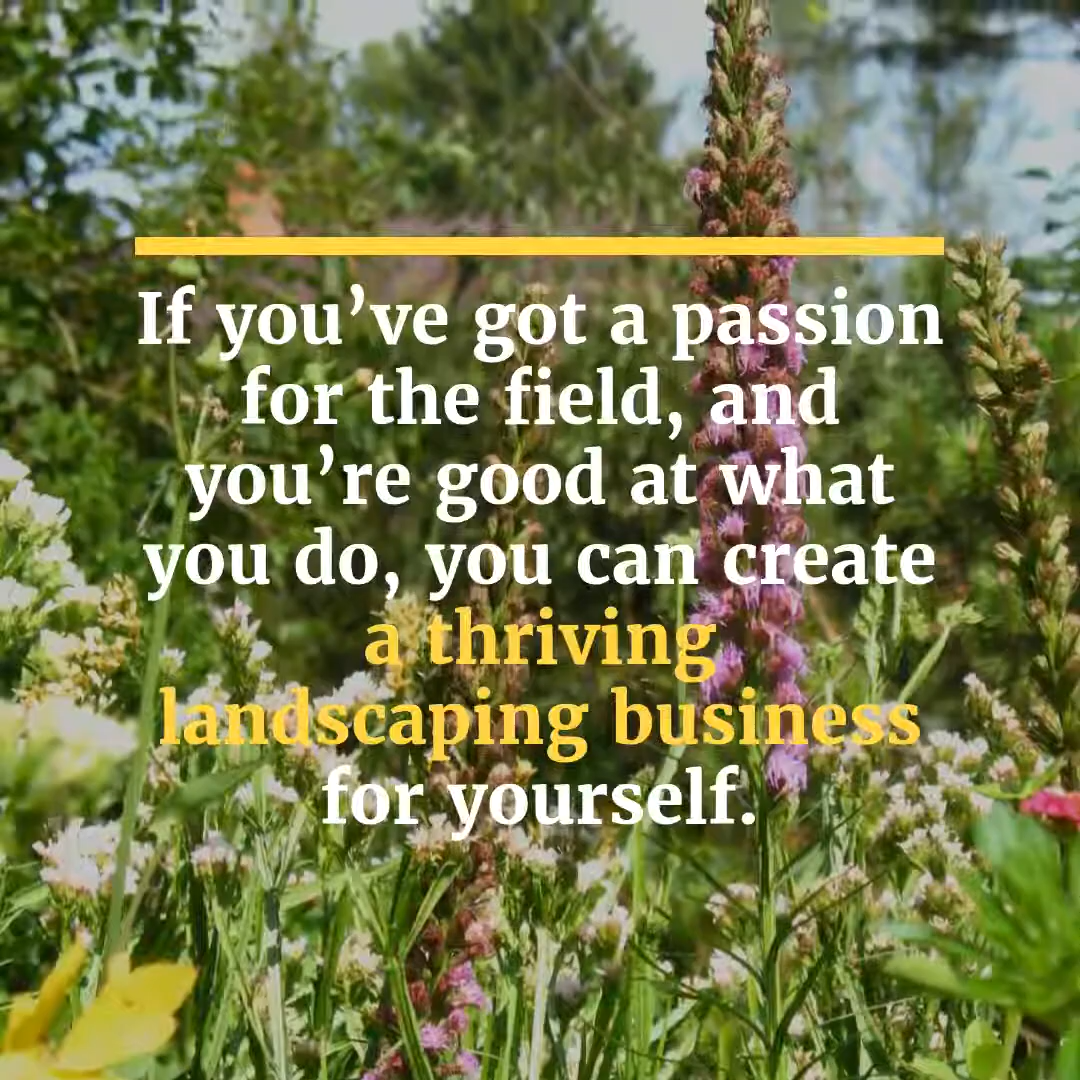 If you’ve got a passion
for the field, and
you’re good at what
you do, you can create
a thriving
landscaping business
for yourself.